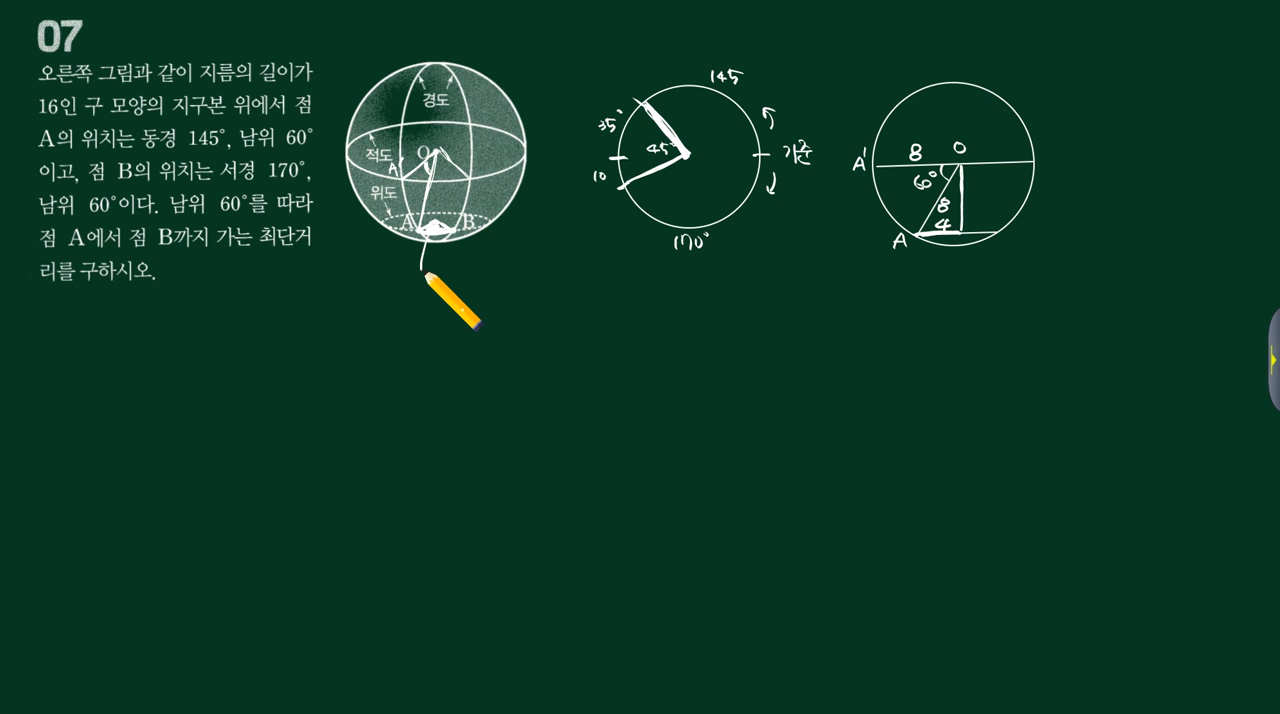 07
오른쪽 그림과 같이 지름의 길이가
16인 구 모양의 지구본 위에서 점
A의 위치는 동경 145°, 남위 60°
이고, 점 B의 위치는 서경 170°,
남위 60°이다. 남위 60°를 따라
점 A에서 점 B까지 가는 최단거
리를 구하시오.
경도
적도
O
A'
위도
A
B
145
35°
45°
10
기준
170°
A'
8
O
60°
8
4
A